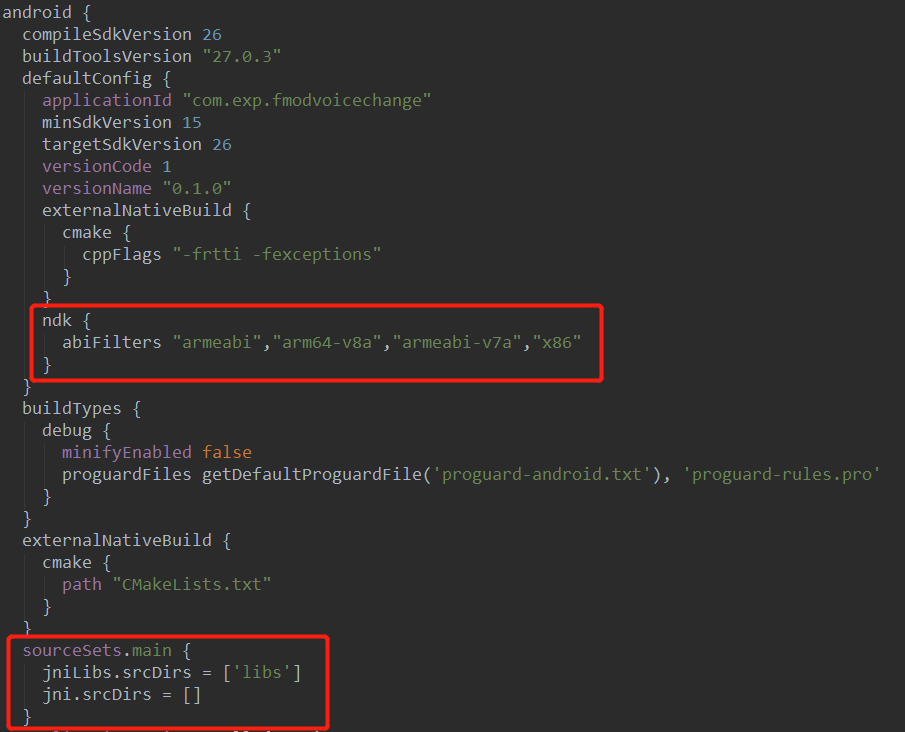 android {
compileSdkVersion 26
buildToolsVersion "27.0.3"
defaultConfig {
applicationId "com.exp.fmodvoicechange"
minSdkVersion 15
targetSdkVersion 26
versionCode 1
versionName "0.1.0"
externalNativeBuild {
cmake {
cppFlags "-frtti -fexceptions"
}
}
ndk {
abiFilters "armeabi","arm64-v8a","armeabi-v7a","x86"
}
}
buildTypes {
debug {
minifyEnabled false
proguardFiles getDefaultProguardFile('proguard-android.txt'), 'proguard-rules.pro'
}
}
externalNativeBuild {
cmake {
path "CMakeLists.txt"
}
}
sourceSets.main {
jniLibs.srcDirs = ['libs']
jni.srcDirs = []
}